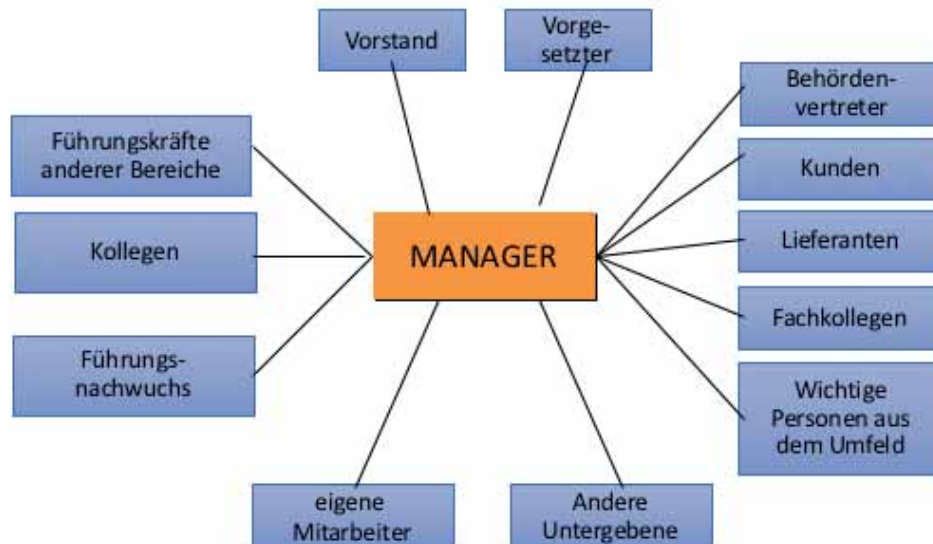 Vorstand
Vorge-
setzter
Behörden-
vertreter
Führungskräfte
anderer Bereiche
Kunden
Kollegen
MANAGER
Lieferanten
Fachkollegen
Führungs-
nachwuchs
Wichtige
Personen aus
dem Umfeld
eigene
Mitarbeiter
Andere
Untergebene